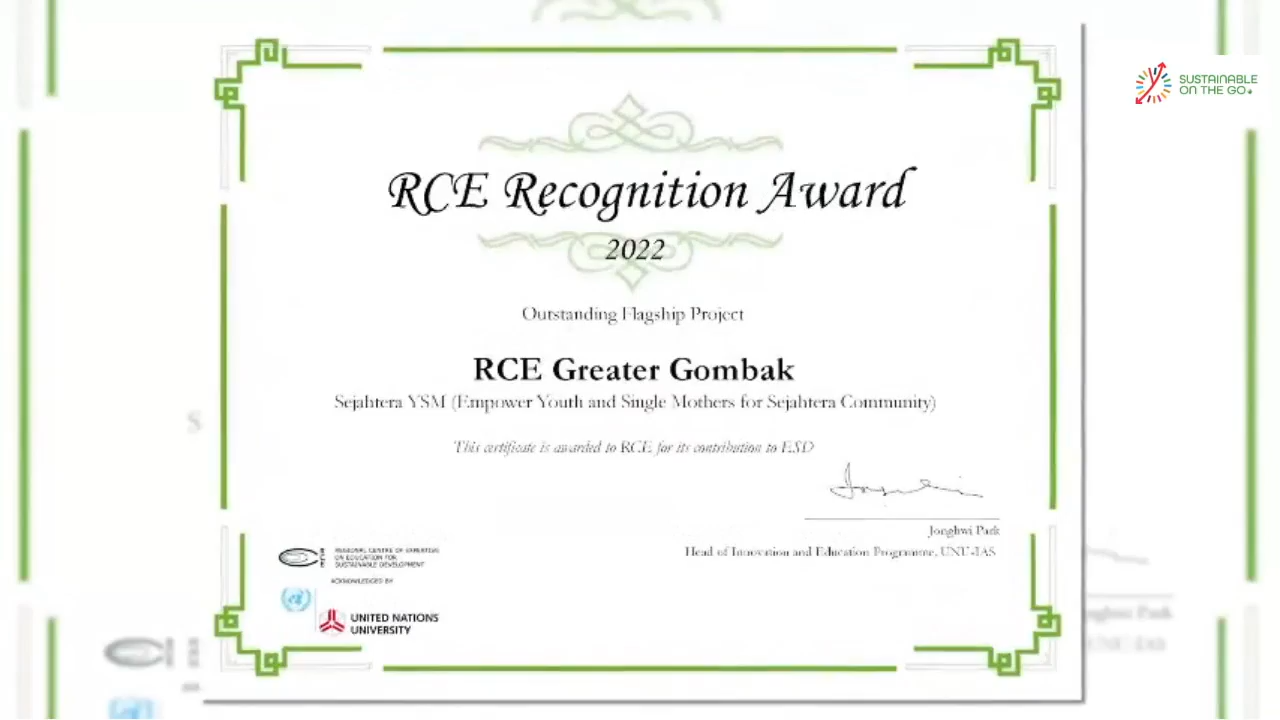 SUSTAINABLE
ON THE GO
RCE Recognition Award
2022
Outstanding Flagship Project
RCE Greater Gombak
Sejahtera YSM (Empower Youth and Single Mothers for Sejahtera Community)
This certificate is awarded to RCE for its contribution to ESD
Jonghwi Park
Head of Innovation and Education Programme, UNU-IAS
RCE
REGIONAL CENTRE OF EXPERTISE
ON EDUCATION FOR
SUSTAINABLE DEVELOPMENT
ACKNOWLEDGED BY
UNITED NATIONS
UNIVERSITY